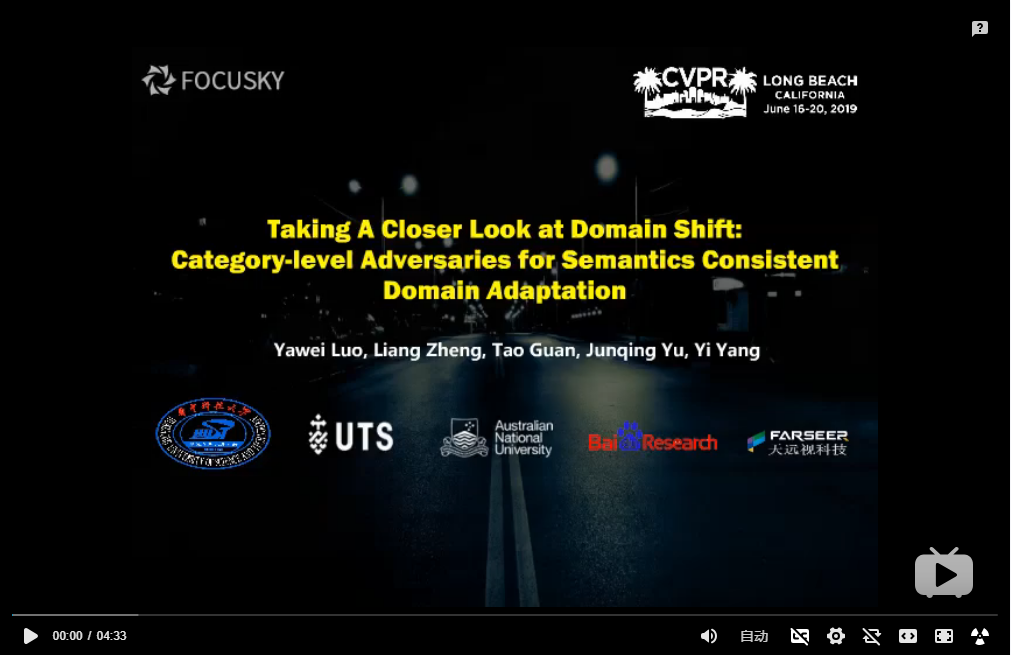 ?
FOCUSKY
CVPR
LONG BEACH
CALIFORNIA
June 16-20, 2019
Taking A Closer Look at Domain Shift:
Category-level Adversaries for Semantics Consistent
Domain Adaptation
Yawei Luo, Liang Zheng, Tao Guan, Junqing Yu, Yi Yang
UTS
Australian
National
University
Bai Research
FARSEER
天远视科技
00:00 / 04:33
自动